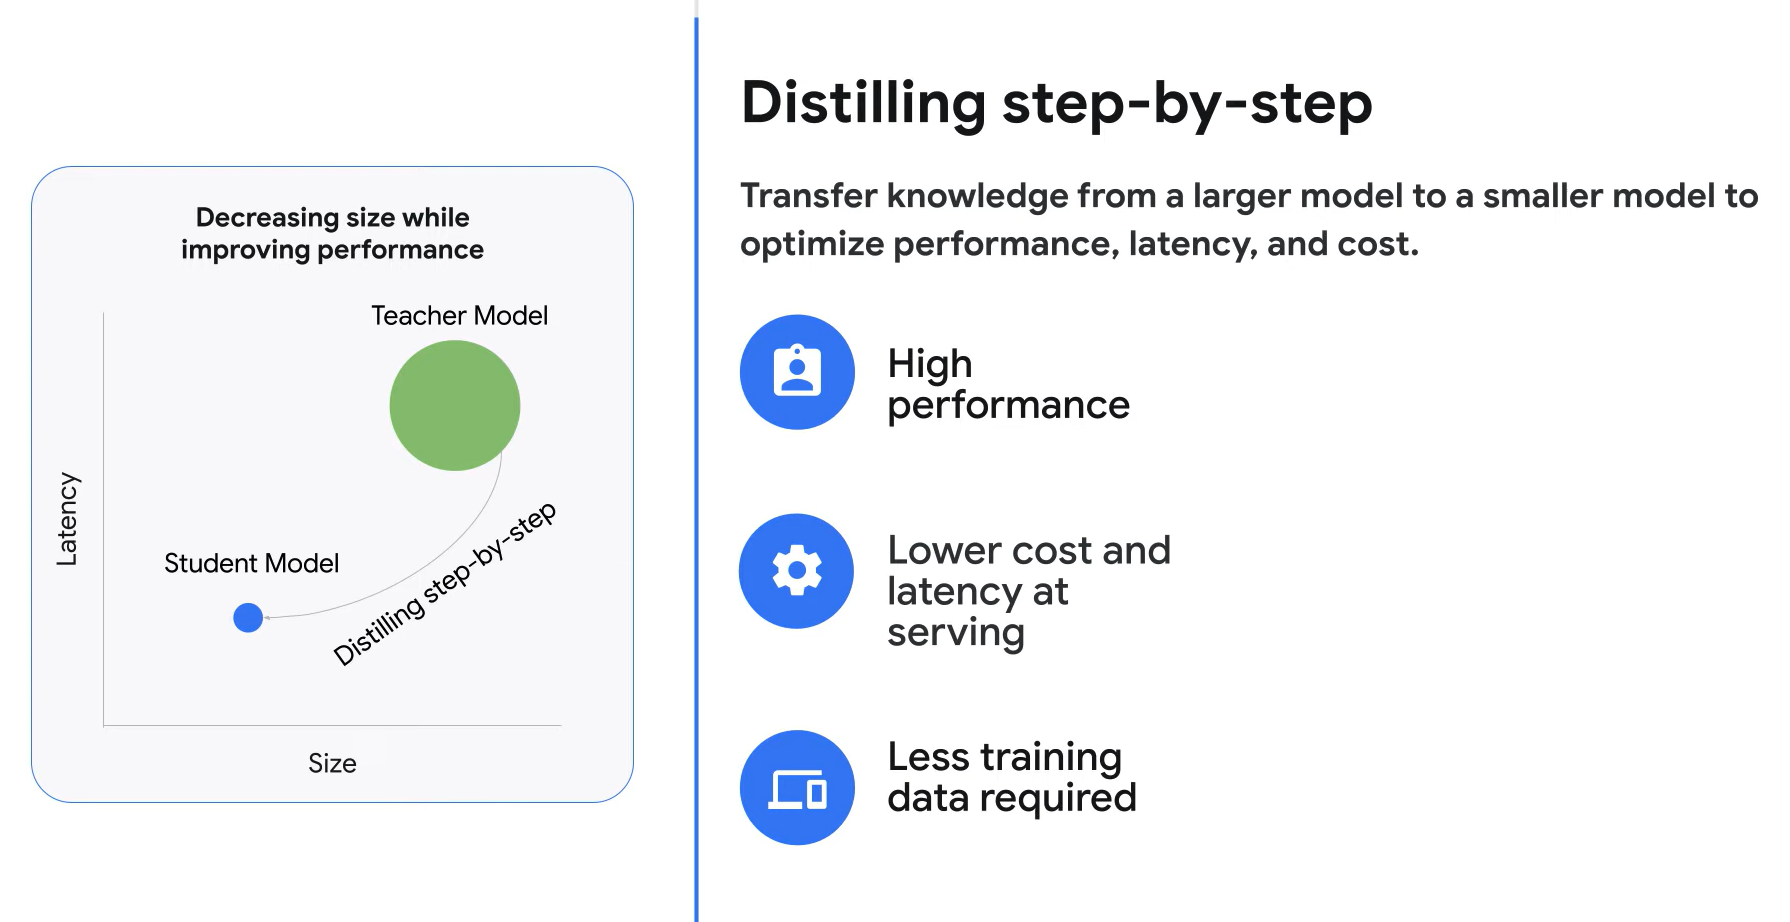 Decreasing size while
improving performance
Teacher Model
Latency
Student Model
Distilling step-by-step
Size
Distilling step-by-step
Transfer knowledge from a larger model to a smaller model to
optimize performance, latency, and cost.
High
performance
Lower cost and
latency at
serving
Less training
data required